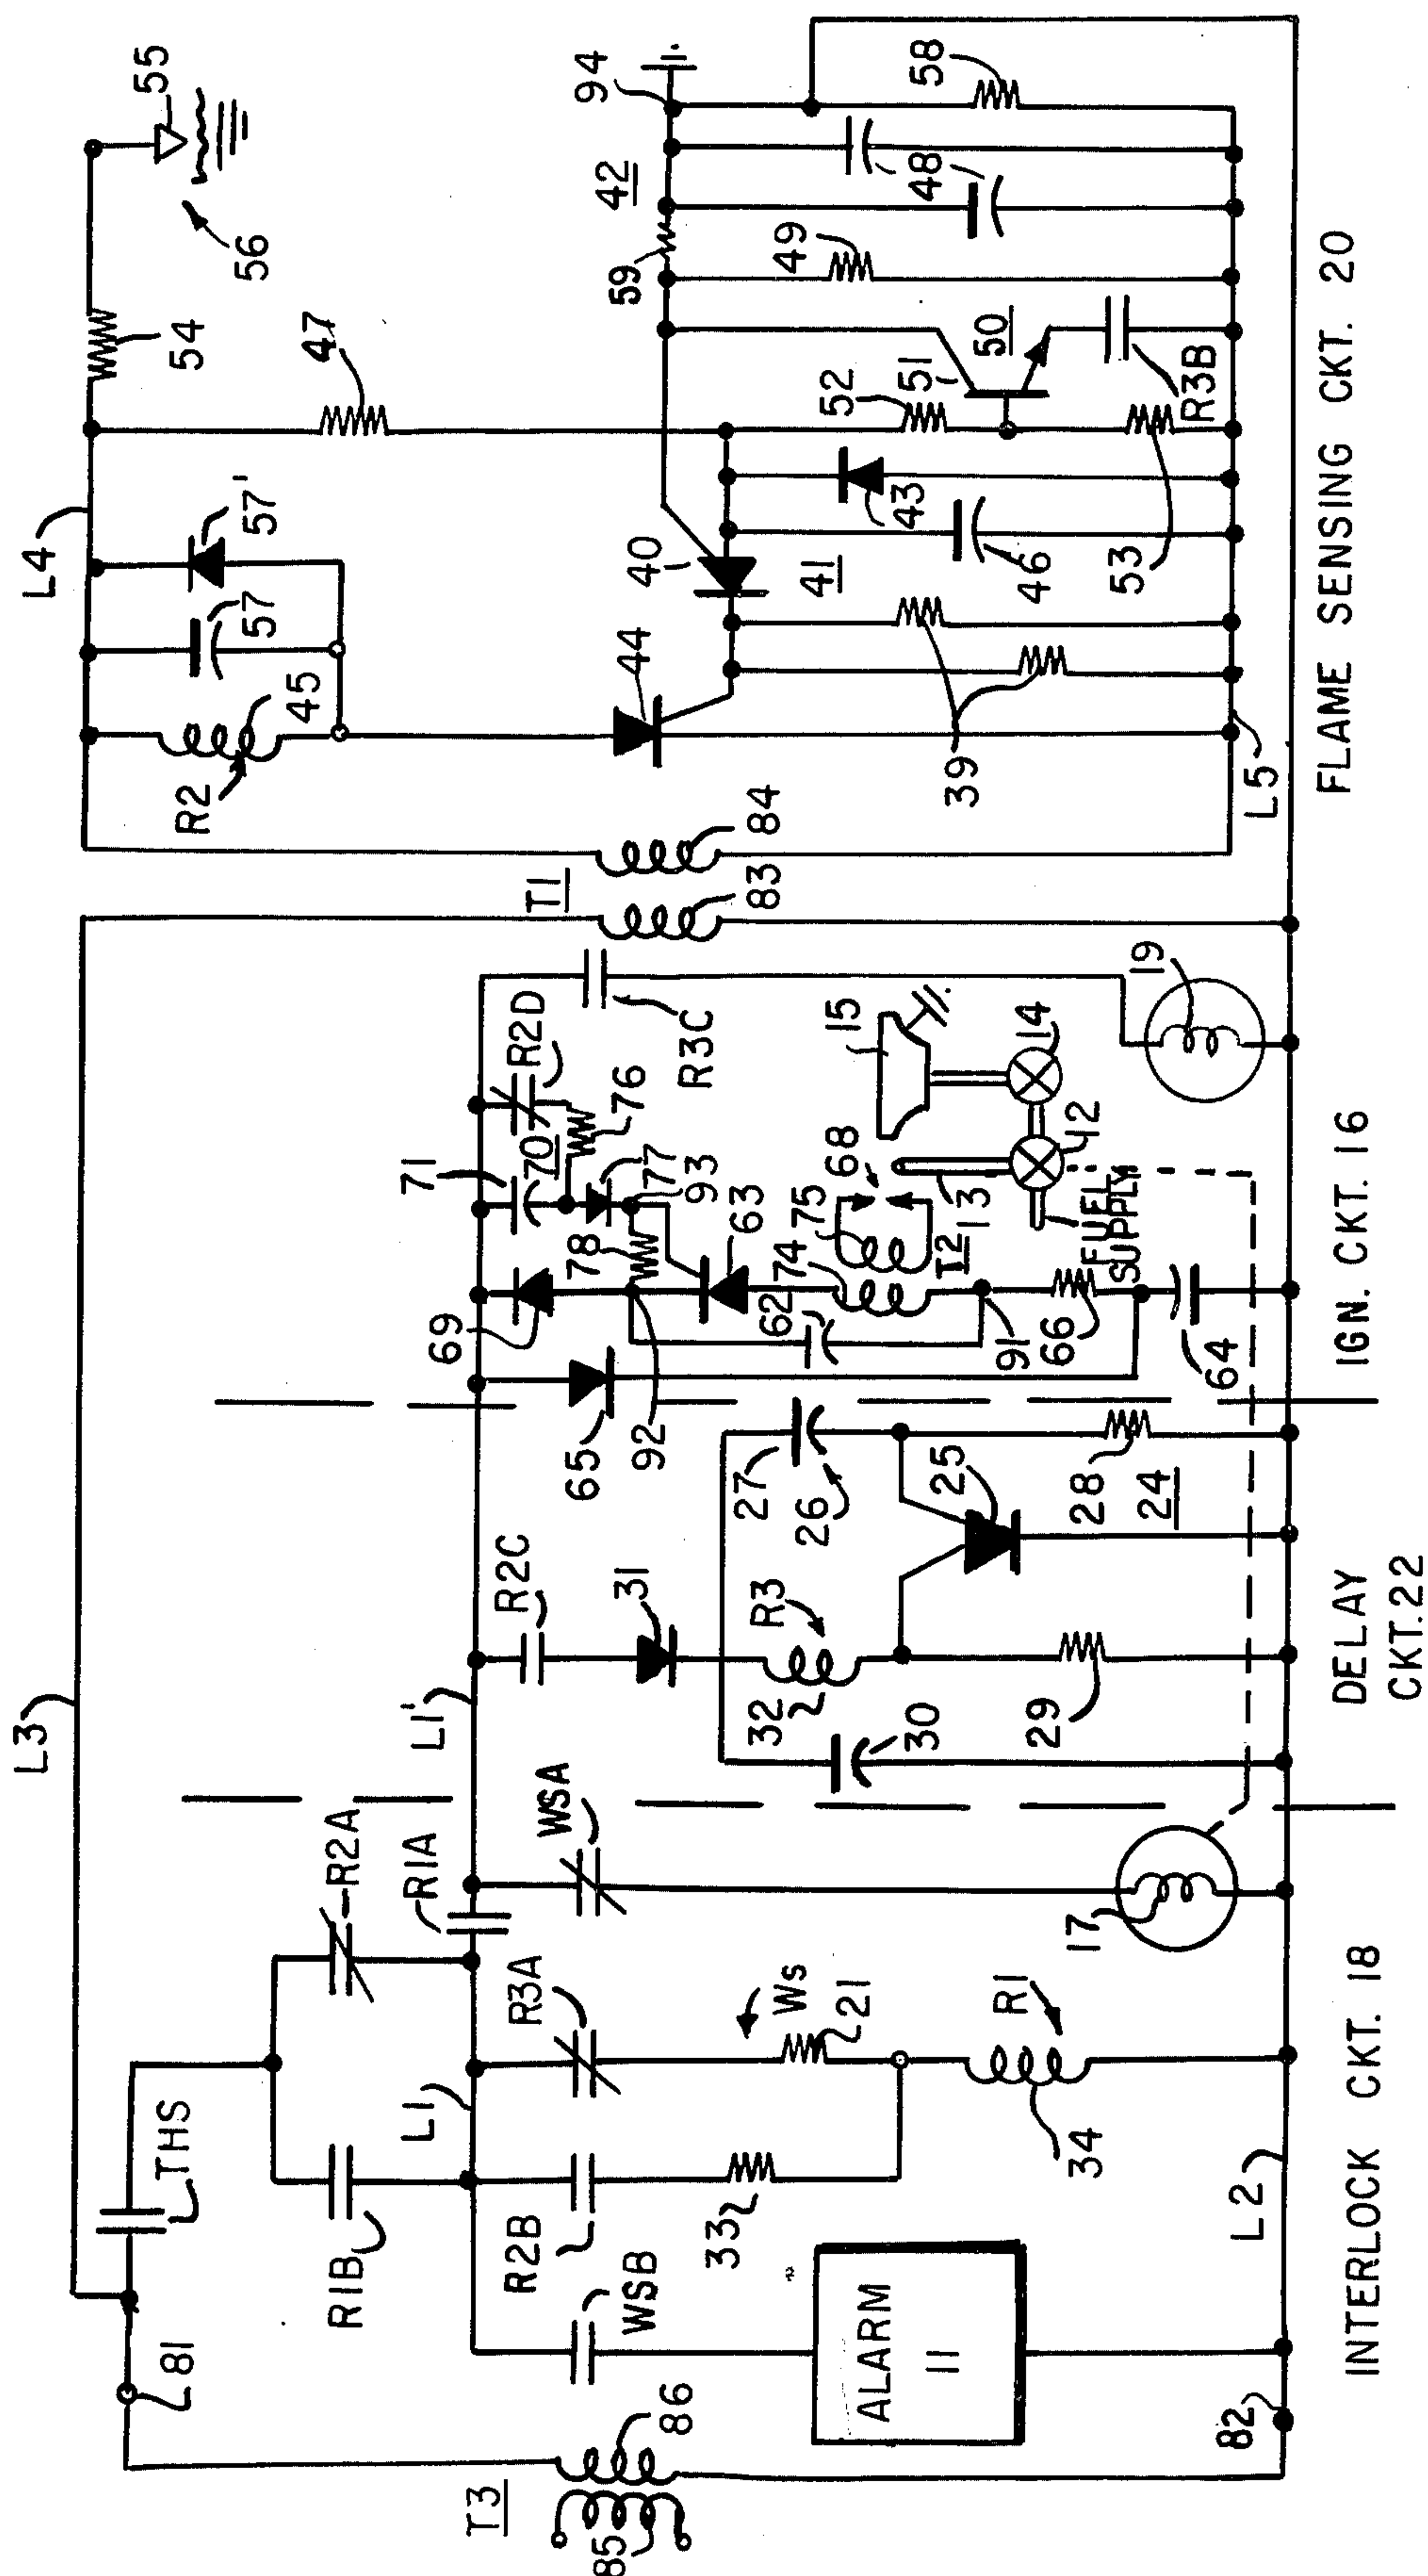 L3
L4
55
56
54
47
57'
57
45
R2
94
58
42
48
59
49
50
51
52
R3B
43
40
41
46
53
44
39
L5
84
T1
83
FLAME SENSING CKT. 20
81
THS
R1B
R2A
R1A
L1
L1'
R3A
Ws
21
R1
34
R2B
33
WSB
ALARM
11
86
T3
85
82
L2
WSA
17
INTERLOCK CKT. 18
R2C
31
R3
32
30
29
27
26
25
28
24
DELAY
CKT.22
65
92
69
71
70
R2D
76
77
93
78
63
62
74
75
T2
68
91
66
64
13
12
14
15
FUEL
SUPPLY
R3C
19
IGN. CKT. 16